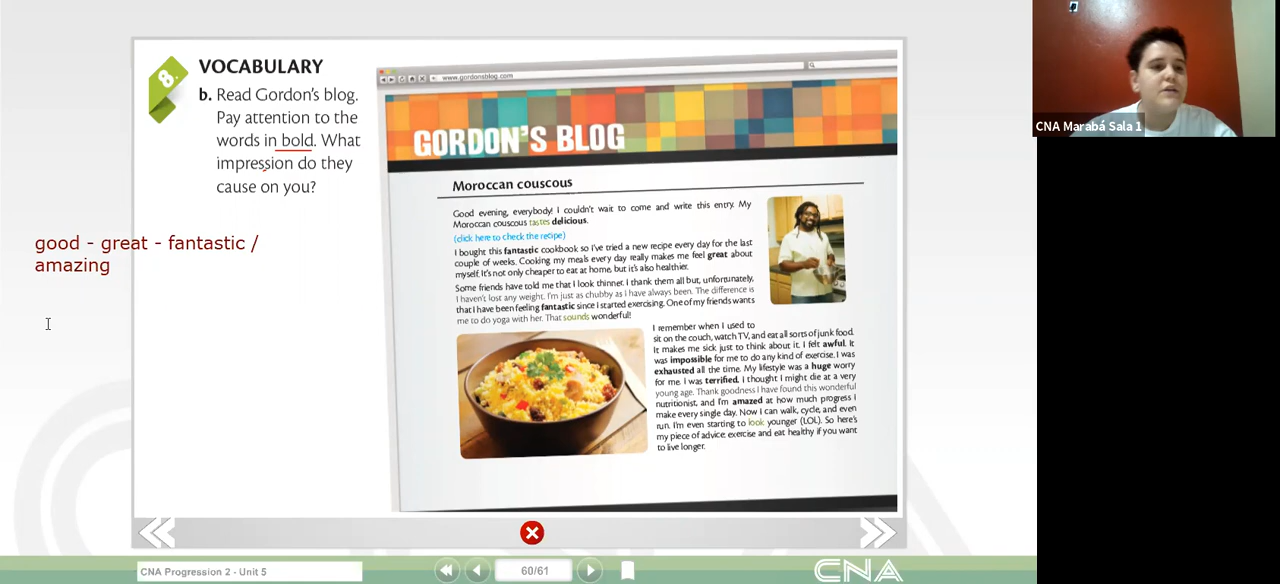 8.
VOCABULARY
b. Read Gordon's blog.
Pay attention to the
words in bold. What
impression do they
cause on you?
good - great - fantastic /
amazing
www.gordonsblog.com
GORDON'S BLOG
Moroccan couscous
Good evening, everybody! I couldn't wait to come and write this entry. My
Moroccan couscous tastes delicious.
(click here to check the recipe)
I bought this fantastic cookbook so I've tried a new recipe every day for the last
couple of weeks. Cooking my meals every day really makes me feel great about
myself. It's not only cheaper to eat at home, but it's also healthier.
Some friends have told me that I look thinner. I thank them all but, unfortunately,
I haven't lost any weight. I'm just as chubby as I have always been. The difference is
that I have been feeling fantastic since I started exercising. One of my friends wants
me to do yoga with her. That sounds wonderful!
I remember when I used to
sit on the couch, watch TV, and eat all sorts of junk food.
It makes me sick just to think about it. I felt awful. It
was impossible for me to do any kind of exercise. I was
exhausted all the time. My lifestyle was a huge worry
for me. I was terrified. I thought I might die at a very
young age. Thank goodness I have found this wonderful
nutritionist, and I'm amazed at how much progress I
make every single day. Now I can walk, cycle, and even
run. I'm even starting to look younger (LOL). So here's
my piece of advice: exercise and eat healthy if you want
to live longer.
CNA Marabá Sala 1
CNA Progression 2 - Unit 5
60/61
CNA